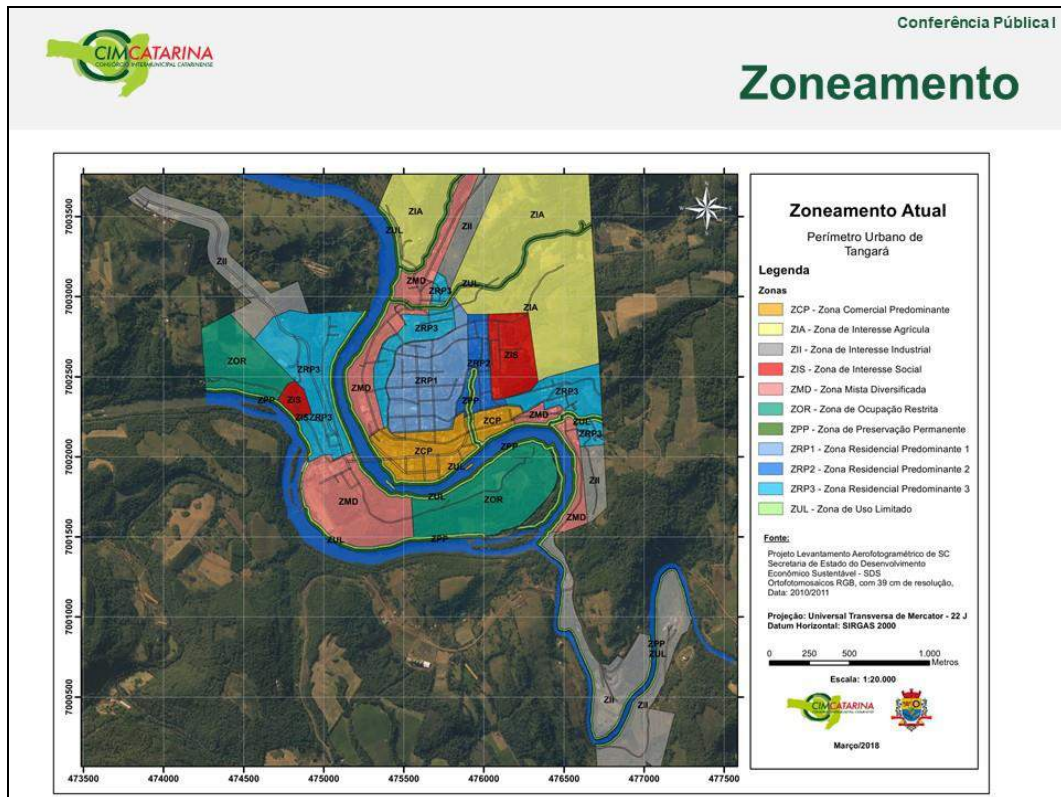 Conferência Pública I
CIMCATARINA
CONSÓRCIO INTERMUNICIPAL CATARINENSE
Zoneamento
7003500
7003000
7002500
7002000
7001500
7001000
7000500
473500 474000 474500 475000 475500 476000 476500 477000 477500
ZIA
ZUL
ZII
ZIA
ZII
ZMD
ZUL
ZRP3
ZIA
ZRP3
ZOR
ZRP3
ZRP2
ZIS
ZMD
ZRP1
ZPP
ZIS
ZPP
ZRP3
ZIS
ZRP3
ZCP
ZMD
ZUL
ZRP3
ZCP
ZPP
ZUL
ZII
ZMD
ZUL
ZOR
ZMD
ZUL
ZPP
ZPP
ZUL
ZII
ZII
Zoneamento Atual
Perímetro Urbano de
Tangará
Legenda
Zonas
ZCP - Zona Comercial Predominante
ZIA - Zona de Interesse Agrícula
ZII - Zona de Interesse Industrial
ZIS - Zona de Interesse Social
ZMD - Zona Mista Diversificada
ZOR - Zona de Ocupação Restrita
ZPP - Zona de Preservação Permanente
ZRP1 - Zona Residencial Predominante 1
ZRP2 - Zona Residencial Predominante 2
ZRP3 - Zona Residencial Predominante 3
ZUL - Zona de Uso Limitado
Fonte:
Projeto Levantamento Aerofotogramétrico de SC
Secretaria de Estado do Desenvolvimento
Econômico Sustentável - SDS
Ortofotomosaicos RGB, com 39 cm de resolução,
Data: 2010/2011
Projeção: Universal Transversa de Mercator - 22 J
Datum Horizontal: SIRGAS 2000
0 250 500 1.000
Metros
Escala: 1:20.000
CIMCATARINA
Março/2018